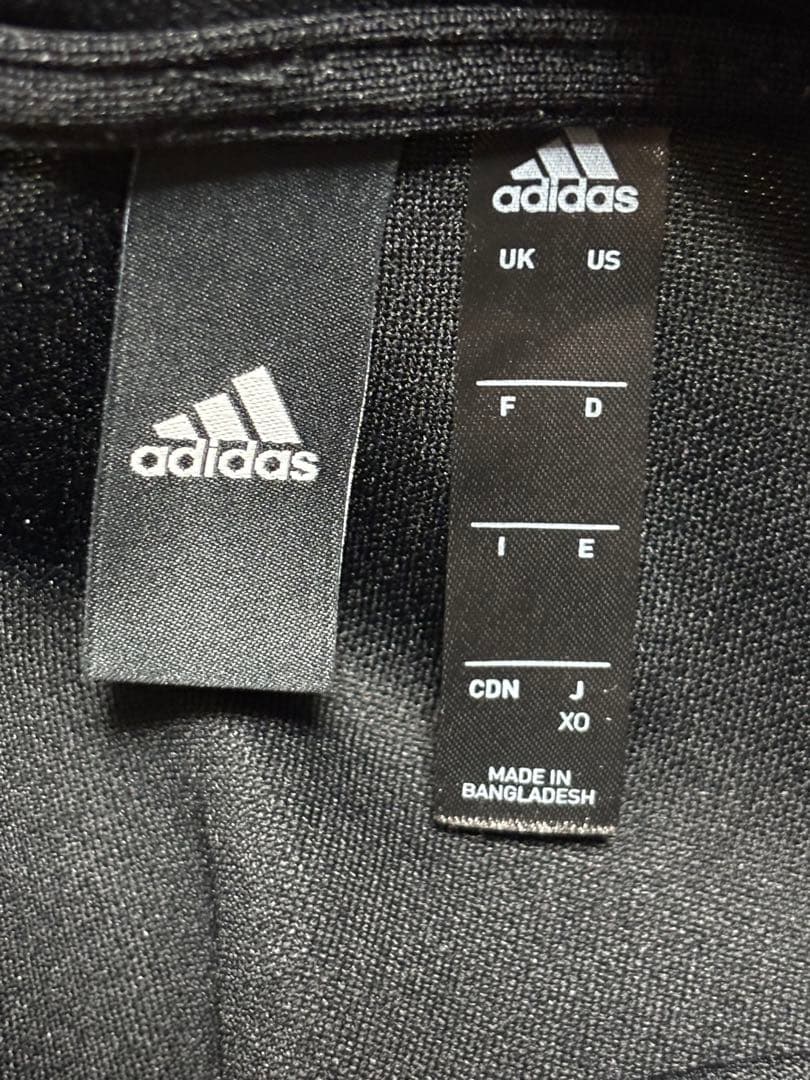 adidas
adidas
UK US
F D
I E
CDN J
XO
MADE IN
BANGLADESH